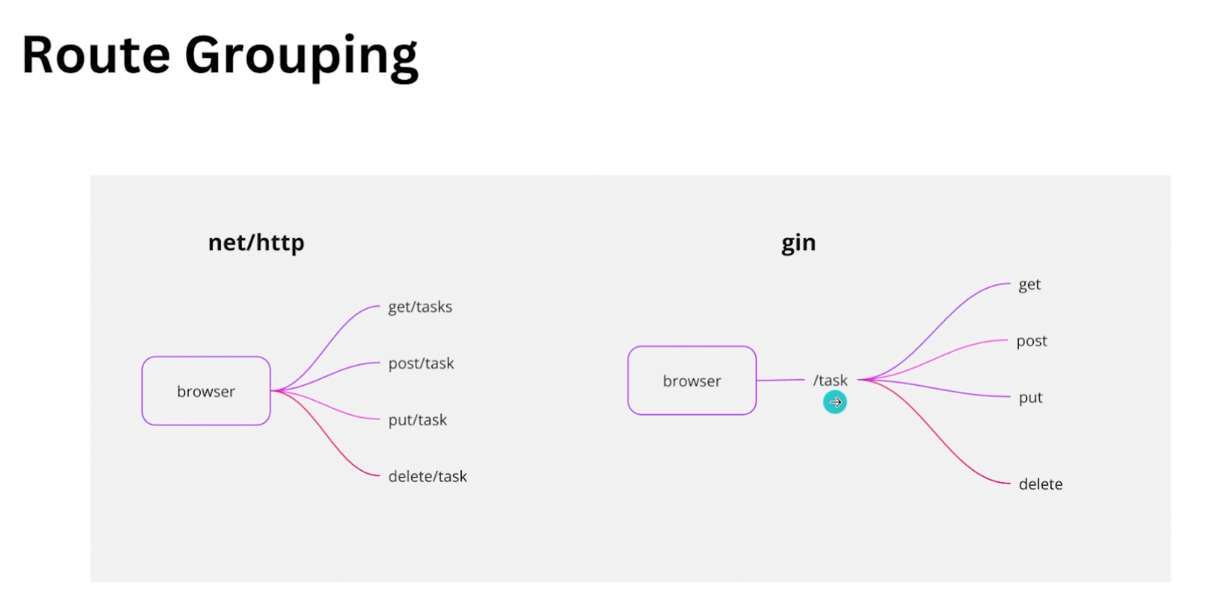 Route Grouping
net/http
browser
get/tasks
post/task
put/task
delete/task
gin
browser
/task
get
post
put
delete